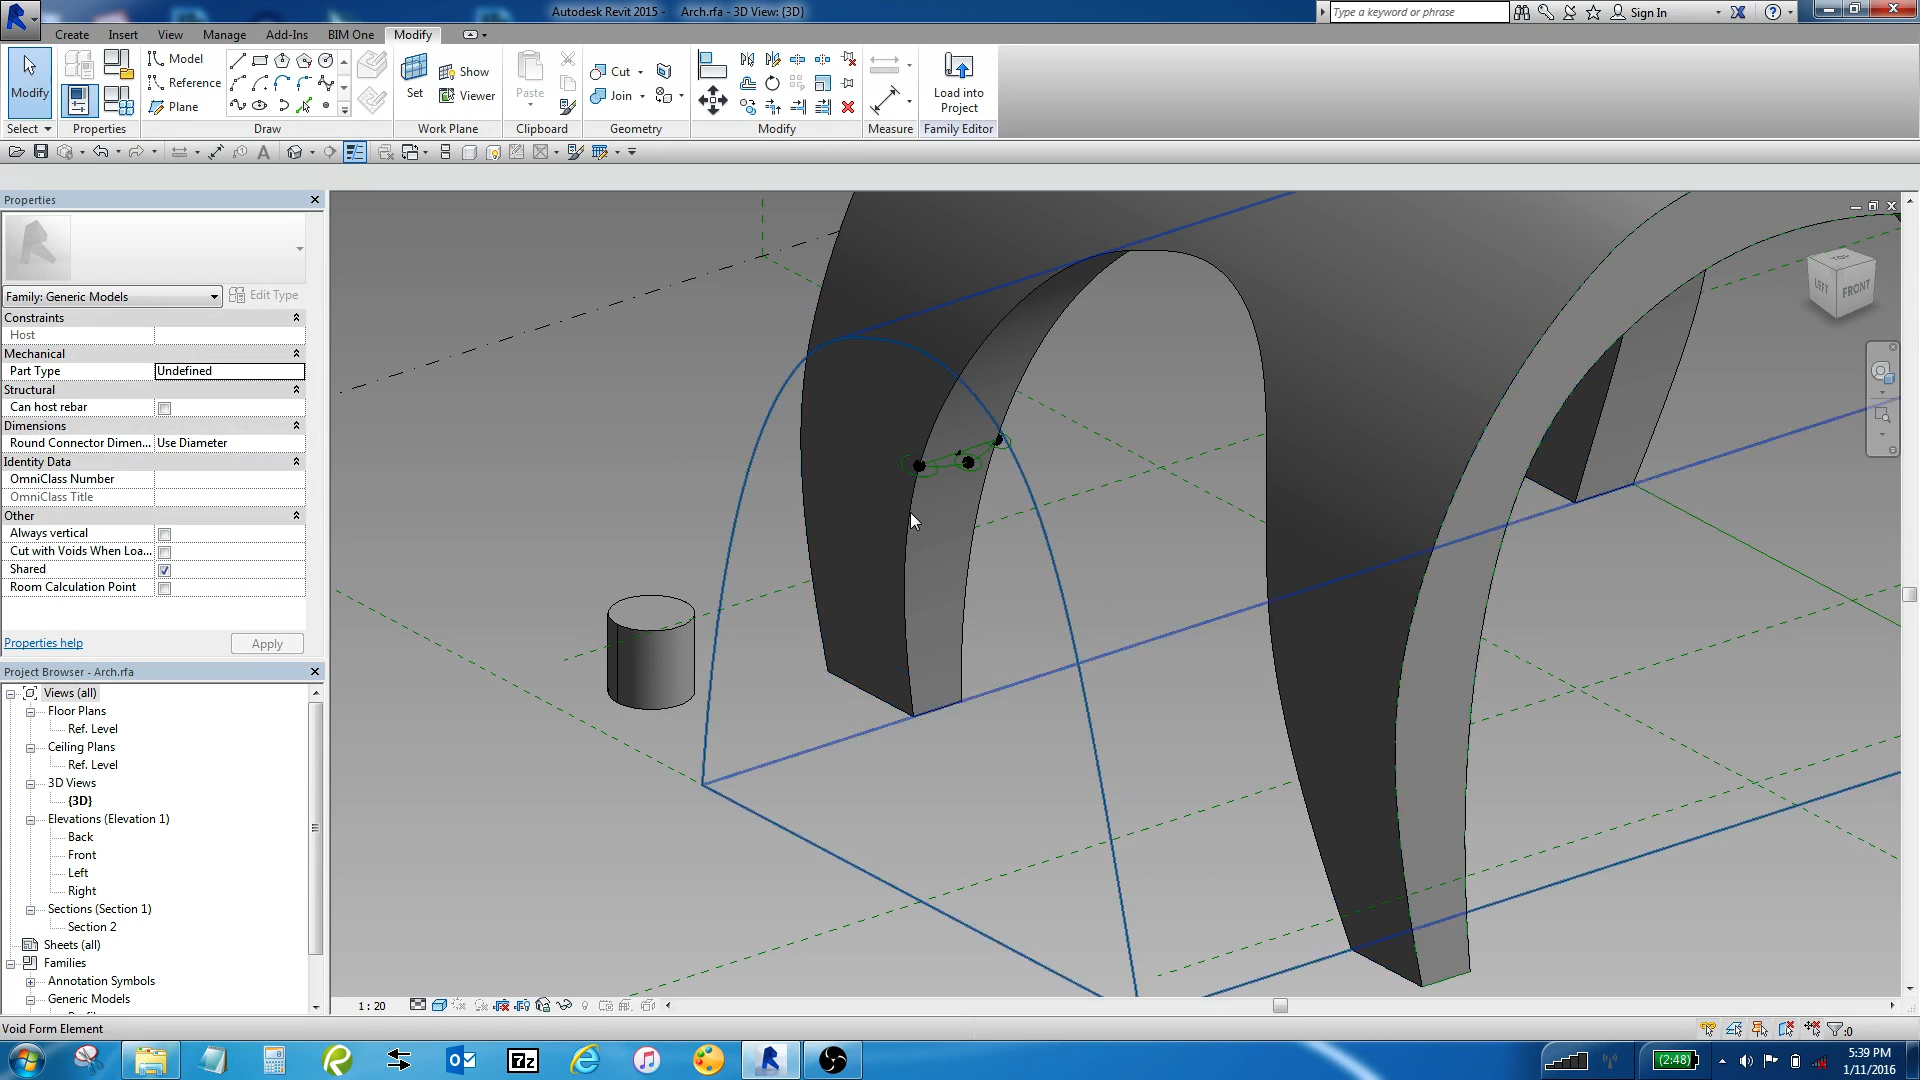 Autodesk Revit 2015 - Arch.rfa - 3D View: {3D}
Type a keyword or phrase
Sign In
Create Insert View Manage Add-Ins BIM One Modify
Modify
Model
Reference
Plane
Set
Show
Viewer
Paste
Cut
Join
Load into
Project
Select Properties Draw Work Plane Clipboard Geometry Modify Measure Family Editor
Properties
Family: Generic Models Edit Type
Constraints
Host
Mechanical
Part Type Undefined
Structural
Can host rebar
Dimensions
Round Connector Dimen... Use Diameter
Identity Data
OmniClass Number
OmniClass Title
Other
Always vertical
Cut with Voids When Loa...
Shared
Room Calculation Point
Properties help Apply
Project Browser - Arch.rfa
Views (all)
Floor Plans
Ref. Level
Ceiling Plans
Ref. Level
3D Views
{3D}
Elevations (Elevation 1)
Back
Front
Left
Right
Sections (Section 1)
Section 2
Sheets (all)
Families
Annotation Symbols
Generic Models
TOP
LEFT FRONT
1 : 20
Void Form Element
:0
7z
(2:48)
5:39 PM
1/11/2016